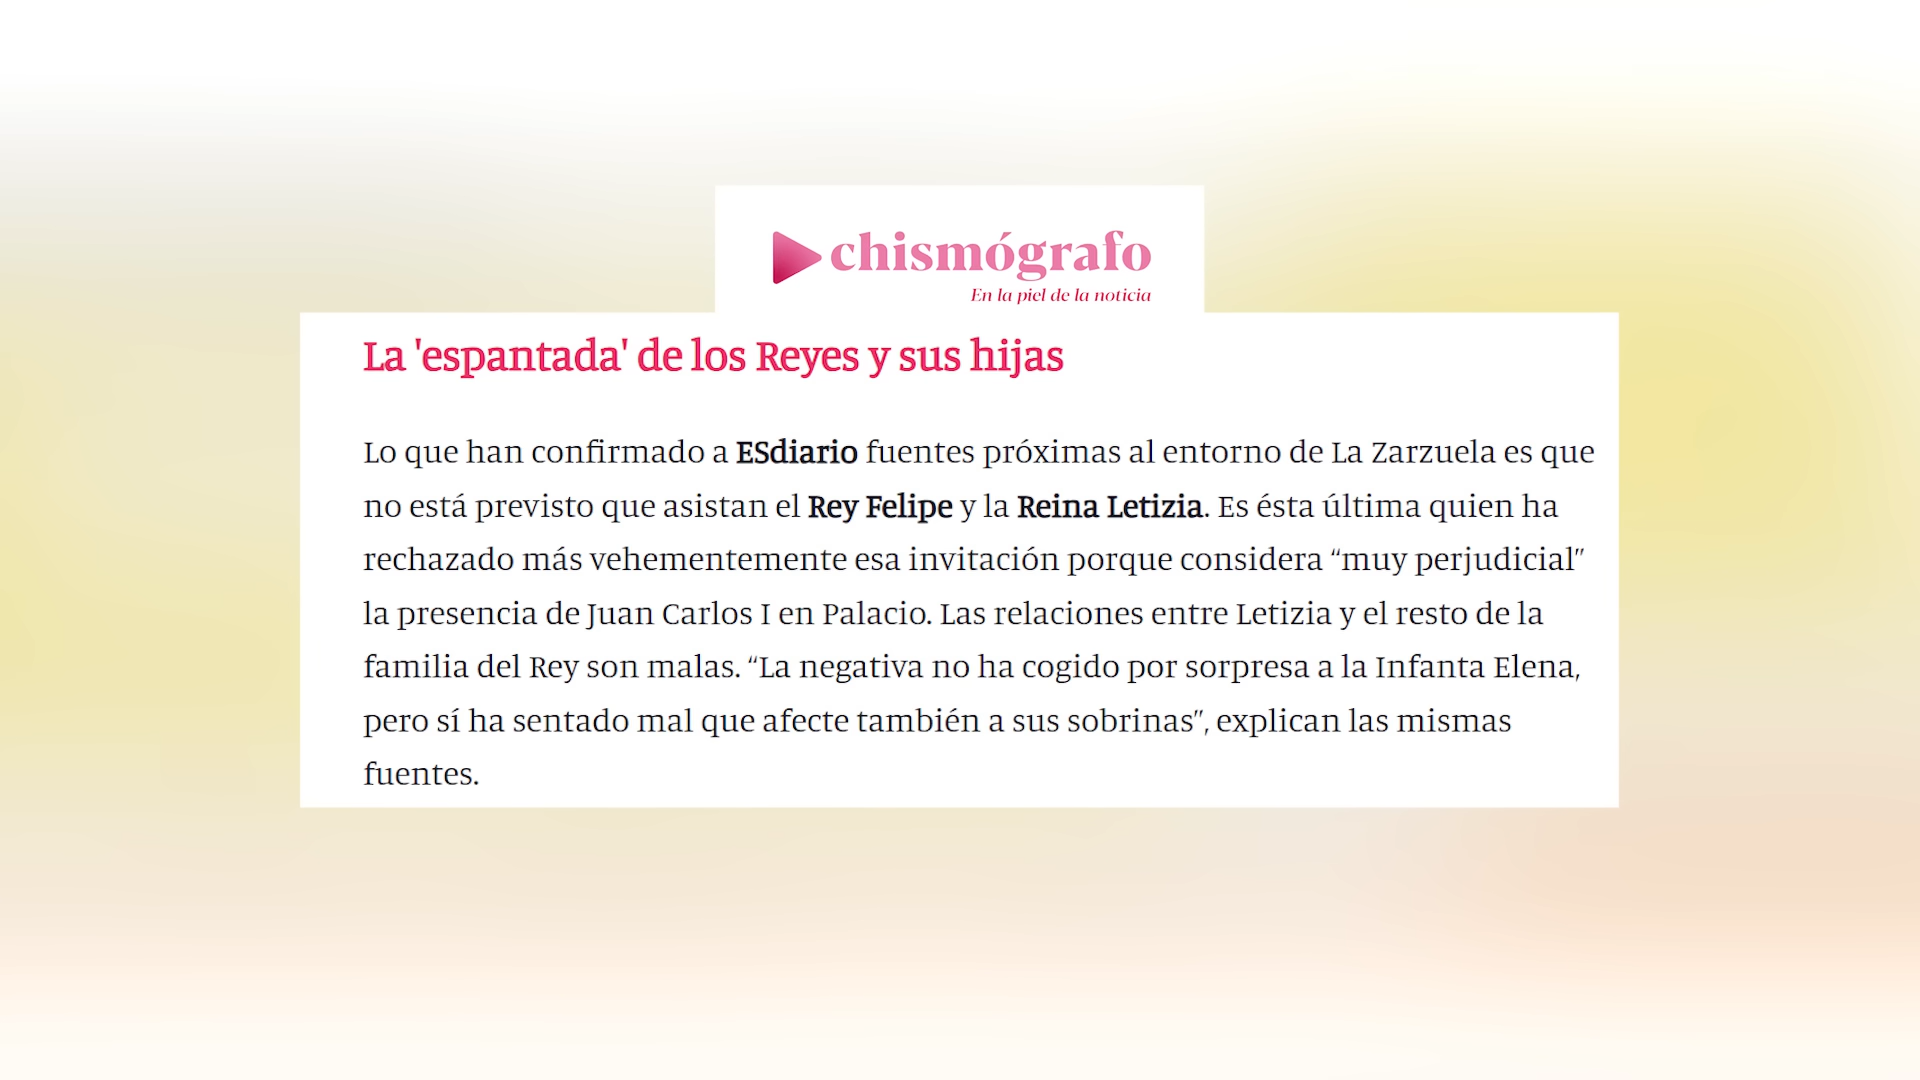 chismógrafo
En la piel de la noticia
La 'espantada' de los Reyes y sus hijas
Lo que han confirmado a ESdiario fuentes próximas al entorno de La Zarzuela es que
no está previsto que asistan el Rey Felipe y la Reina Letizia. Es ésta última quien ha
rechazado más vehementemente esa invitación porque considera “muy perjudicial”
la presencia de Juan Carlos I en Palacio. Las relaciones entre Letizia y el resto de la
familia del Rey son malas. “La negativa no ha cogido por sorpresa a la Infanta Elena,
pero sí ha sentado mal que afecte también a sus sobrinas”, explican las mismas
fuentes.